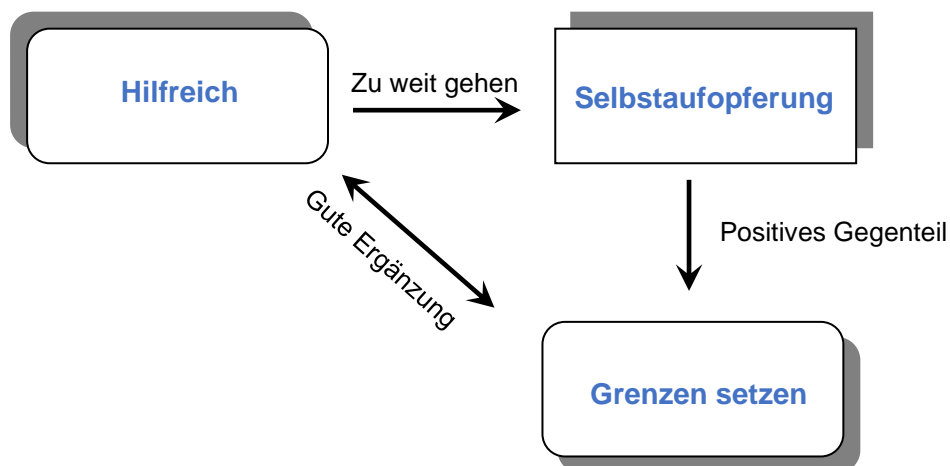 Hilfreich
Zu weit gehen
Selbstaufopferung
Gute Ergänzung
Positives Gegenteil
Grenzen setzen